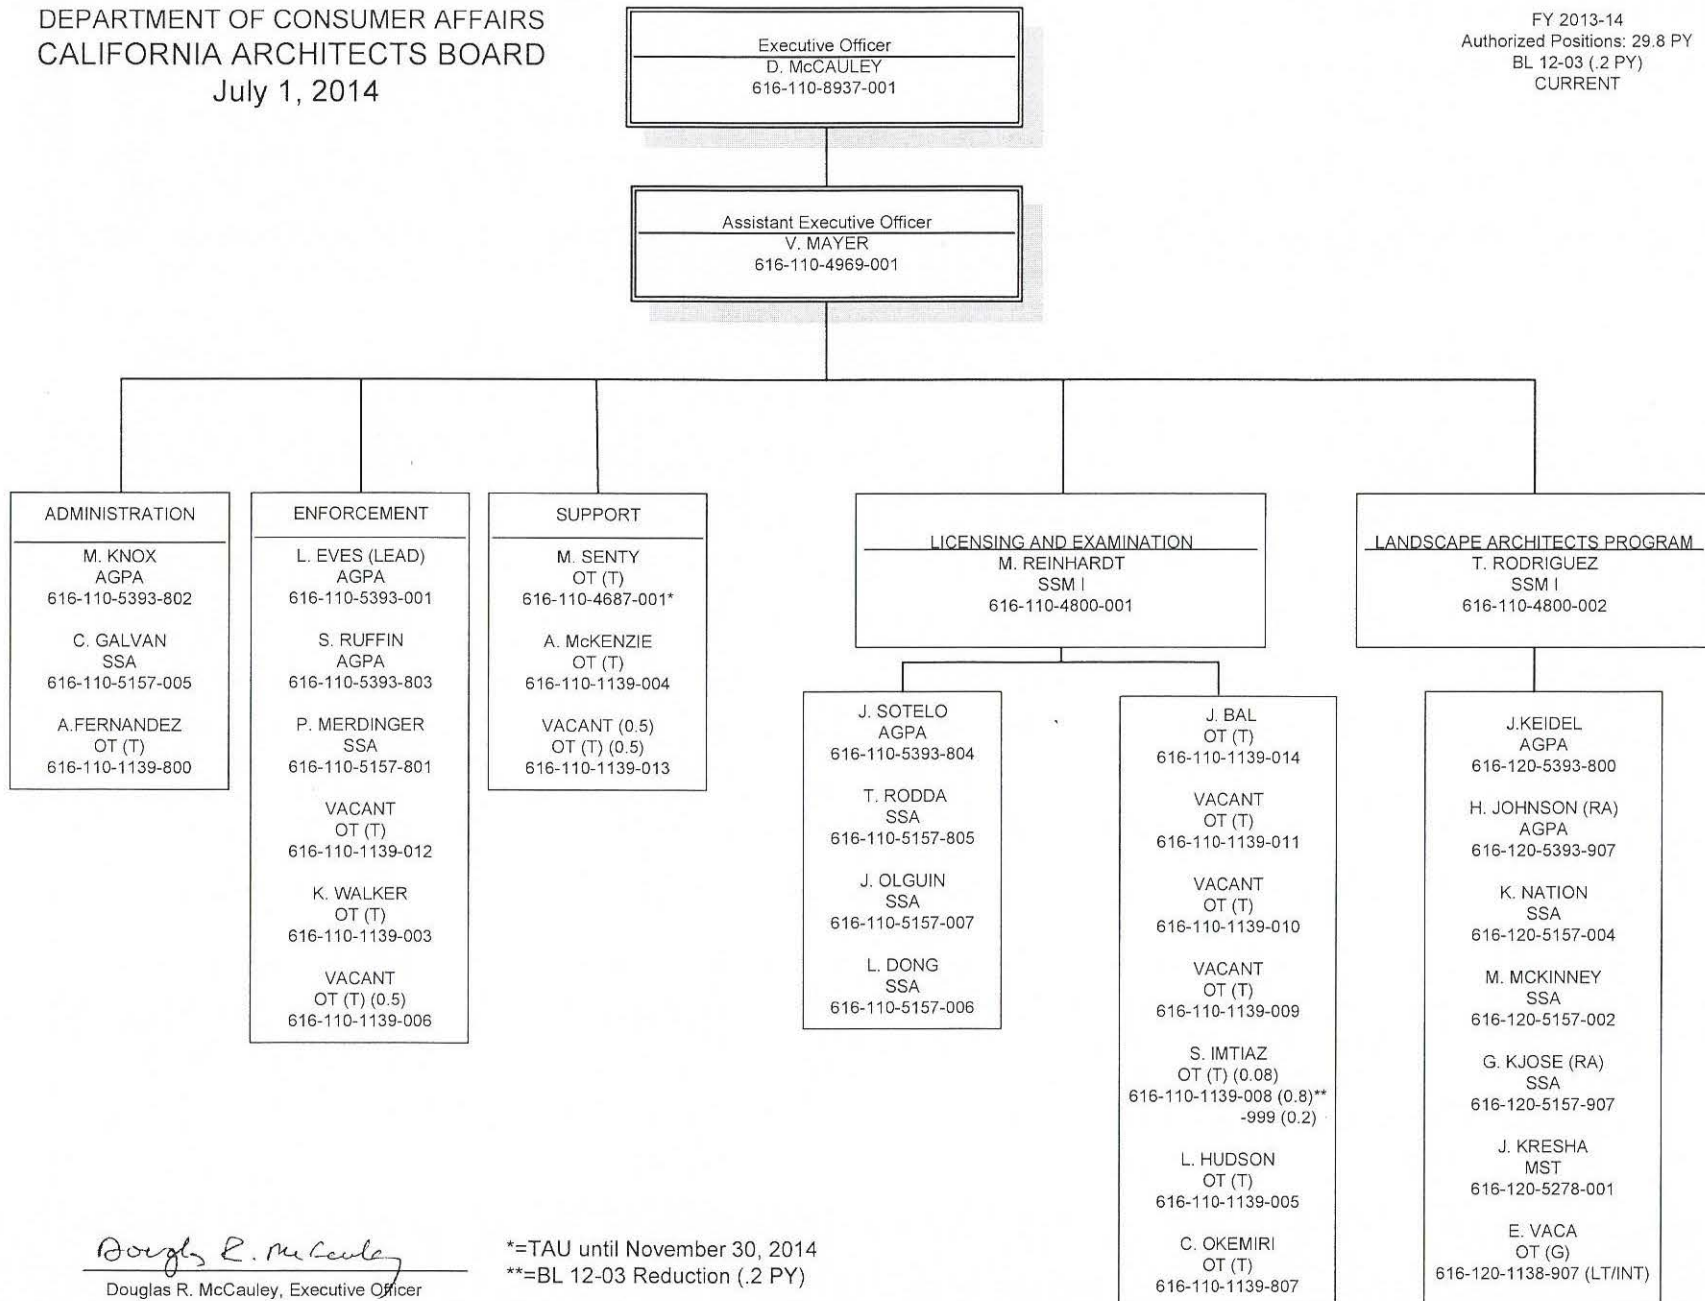 DEPARTMENT OF CONSUMER AFFAIRS
CALIFORNIA ARCHITECTS BOARD
July 1, 2014
FY 2013-14
Authorized Positions: 29.8 PY
BL 12-03 (.2 PY)
CURRENT
Executive Officer
D. McCAULEY
616-110-8937-001
Assistant Executive Officer
V. MAYER
616-110-4969-001
ADMINISTRATION
M. KNOX
AGPA
616-110-5393-802
C. GALVAN
SSA
616-110-5157-005
A.FERNANDEZ
OT (T)
616-110-1139-800
ENFORCEMENT
L. EVES (LEAD)
AGPA
616-110-5393-001
S. RUFFIN
AGPA
616-110-5393-803
P. MERDINGER
SSA
616-110-5157-801
VACANT
OT (T)
616-110-1139-012
K. WALKER
OT (T)
616-110-1139-003
VACANT
OT (T) (0.5)
616-110-1139-006
SUPPORT
M. SENTY
OT (T)
616-110-4687-001*
A. McKENZIE
OT (T)
616-110-1139-004
VACANT (0.5)
OT (T) (0.5)
616-110-1139-013
LICENSING AND EXAMINATION
M. REINHARDT
SSM I
616-110-4800-001
J. SOTELO
AGPA
616-110-5393-804
T. RODDA
SSA
616-110-5157-805
J. OLGUIN
SSA
616-110-5157-007
L. DONG
SSA
616-110-5157-006
J. BAL
OT (T)
616-110-1139-014
VACANT
OT (T)
616-110-1139-011
VACANT
OT (T)
616-110-1139-010
VACANT
OT (T)
616-110-1139-009
S. IMTIAZ
OT (T) (0.08)
616-110-1139-008 (0.8)**
-999 (0.2)
L. HUDSON
OT (T)
616-110-1139-005
C. OKEMIRI
OT (T)
616-110-1139-807
LANDSCAPE ARCHITECTS PROGRAM
T. RODRIGUEZ
SSM I
616-110-4800-002
J.KEIDEL
AGPA
616-120-5393-800
H. JOHNSON (RA)
AGPA
616-120-5393-907
K. NATION
SSA
616-120-5157-004
M. MCKINNEY
SSA
616-120-5157-002
G. KJOSE (RA)
SSA
616-120-5157-907
J. KRESHA
MST
616-120-5278-001
E. VACA
OT (G)
616-120-1138-907 (LT/INT)
Douglas R. McCauley
Douglas R. McCauley, Executive Officer
*=TAU until November 30, 2014
**=BL 12-03 Reduction (.2 PY)